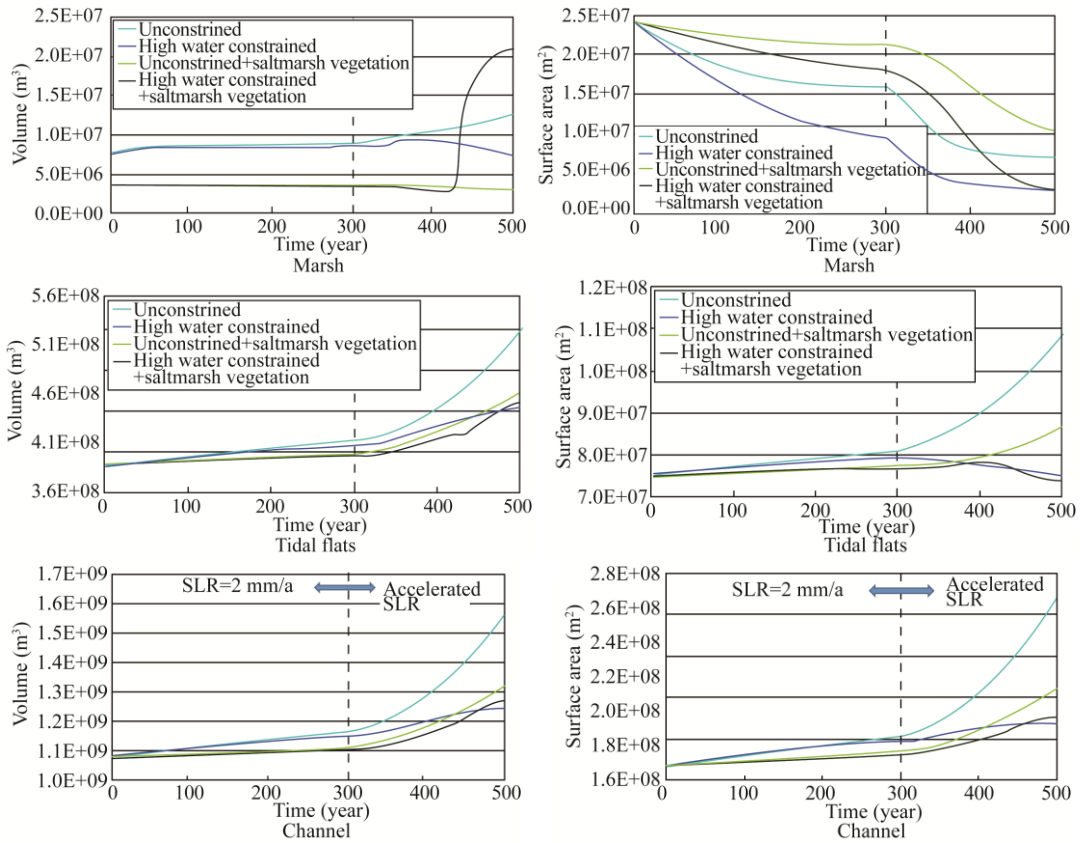 2.5E+07
2.0E+07
1.5E+07
1.0E+07
5.0E+06
0.0E+00
Volume (m³)
Unconstrined
High water constrained
Unconstrined+saltmarsh vegetation
High water constrained
+saltmarsh vegetation
0 100 200 300 400 500
Time (year)
Marsh
2.5E+07
2.0E+07
1.5E+07
1.0E+07
5.0E+06
0.0E+00
Surface area (m²)
Unconstrined
High water constrained
Unconstrined+saltmarsh vegetation
High water constrained
+saltmarsh vegetation
0 100 200 300 400 500
Time (year)
Marsh
5.6E+08
5.1E+08
4.6E+08
4.1E+08
3.6E+08
Volume (m³)
Unconstrined
High water constrained
Unconstrined+saltmarsh vegetation
High water constrained
+saltmarsh vegetation
0 100 200 300 400 500
Time (year)
Tidal flats
1.2E+08
1.1E+08
1.0E+08
9.0E+07
8.0E+07
7.0E+07
Surface area (m²)
Unconstrined
High water constrained
Unconstrined+saltmarsh vegetation
High water constrained
+saltmarsh vegetation
0 100 200 300 400 500
Time (year)
Tidal flats
1.7E+09
1.6E+09
1.5E+09
1.4E+09
1.3E+09
1.2E+09
1.1E+09
1.0E+09
Volume (m³)
SLR=2 mm/a
Accelerated
SLR
0 100 200 300 400 500
Time (year)
Channel
2.8E+08
2.6E+08
2.4E+08
2.2E+08
2.0E+08
1.8E+08
1.6E+08
Surface area (m²)
SLR=2 mm/a
Accelerated
SLR
0 100 200 300 400 500
Time (year)
Channel